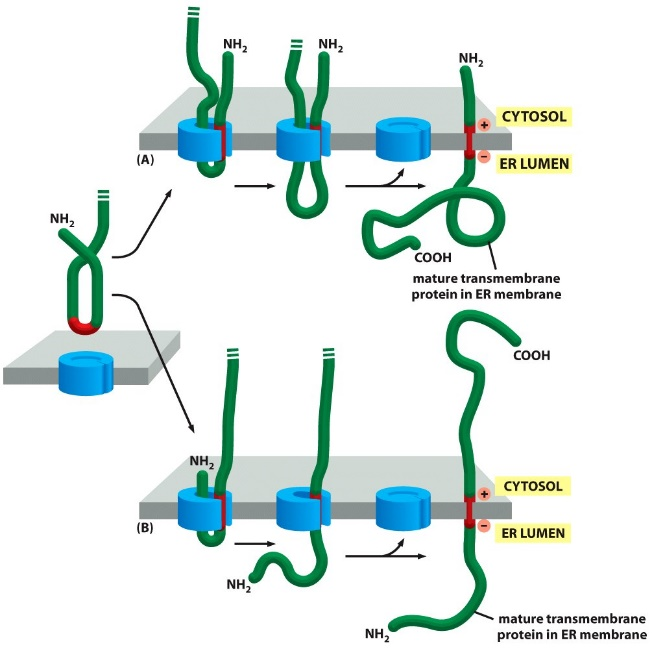 NH₂
NH₂
NH₂
CYTOSOL
+
−
ER LUMEN
(A)
NH₂
COOH
mature transmembrane
protein in ER membrane
COOH
NH₂
CYTOSOL
+
−
ER LUMEN
(B)
NH₂
NH₂
mature transmembrane
protein in ER membrane